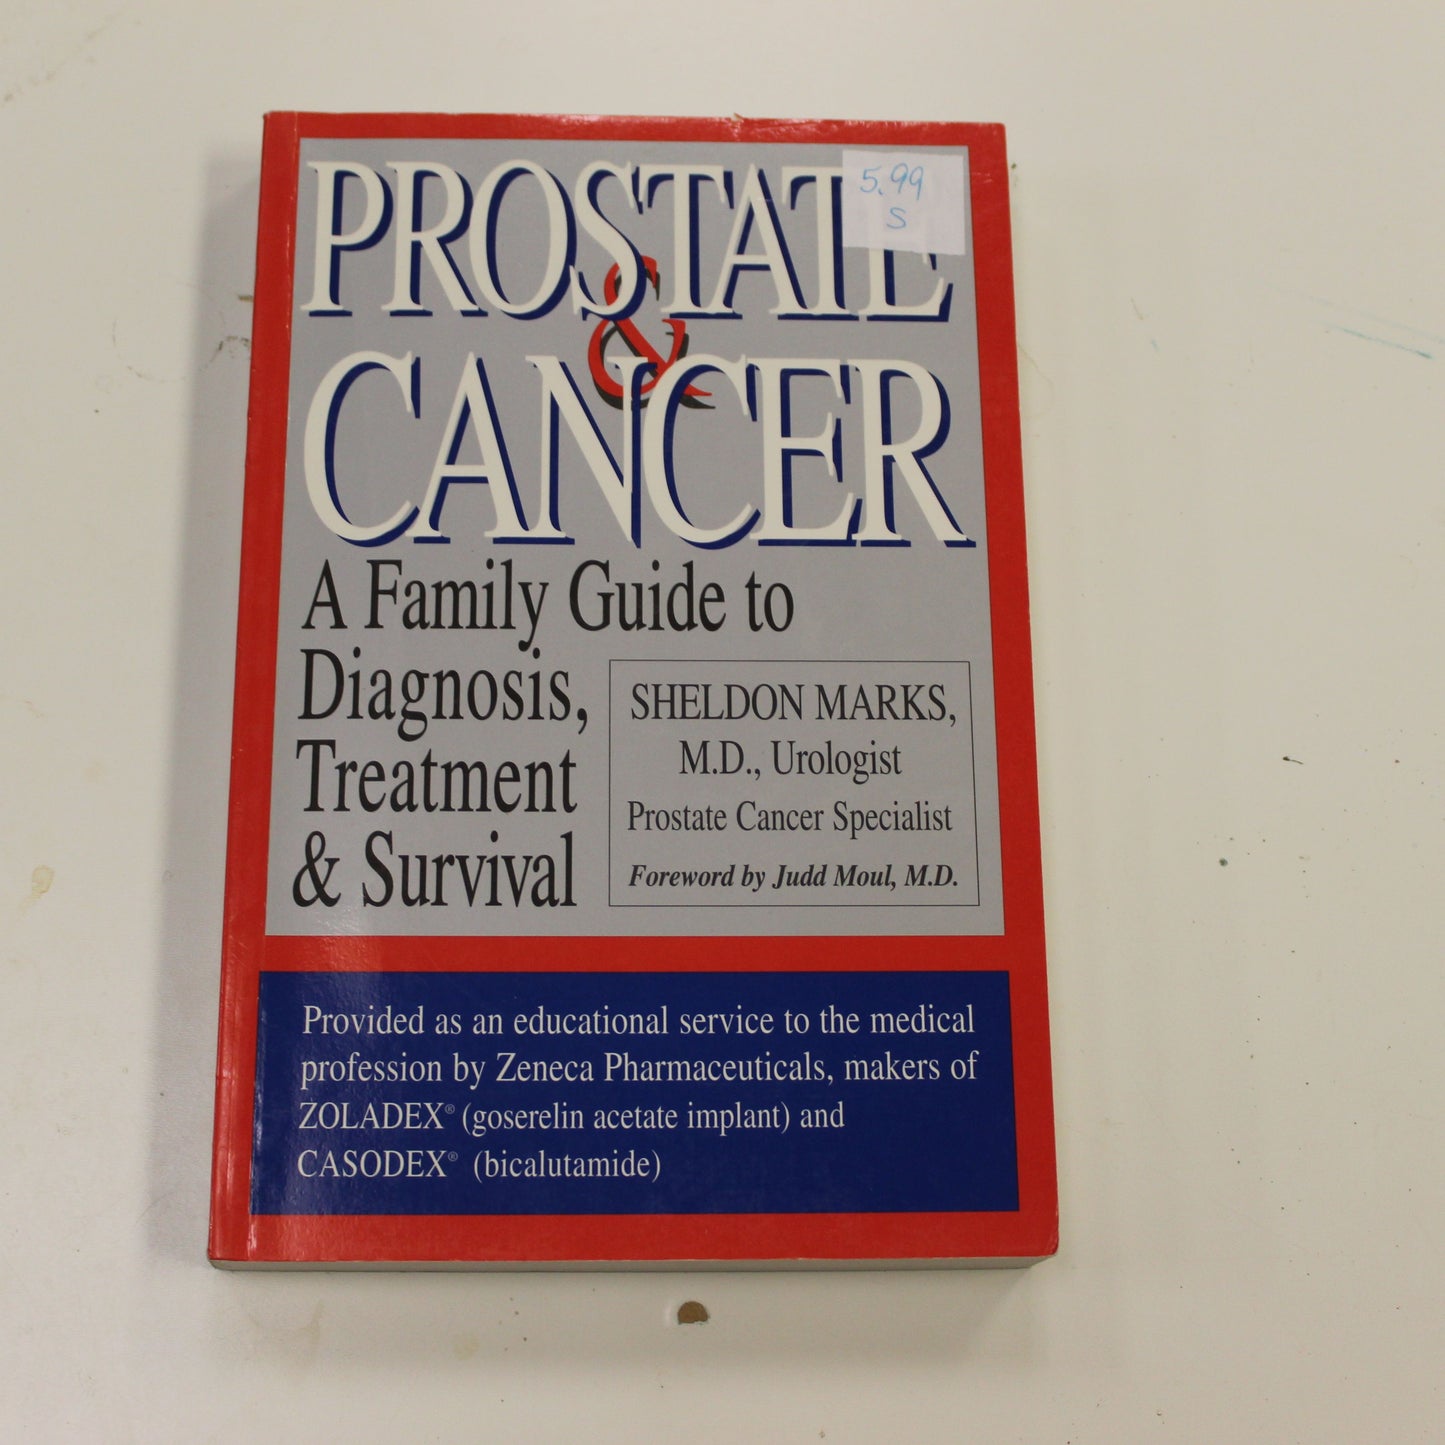 PROSTATE
5.99
S
&
CANCER
A Family Guide to
Diagnosis,
Treatment
& Survival
SHELDON MARKS,
M.D., Urologist
Prostate Cancer Specialist
Foreword by Judd Moul, M.D.
Provided as an educational service to the medical
profession by Zeneca Pharmaceuticals, makers of
ZOLADEX® (goserelin acetate implant) and
CASODEX® (bicalutamide)